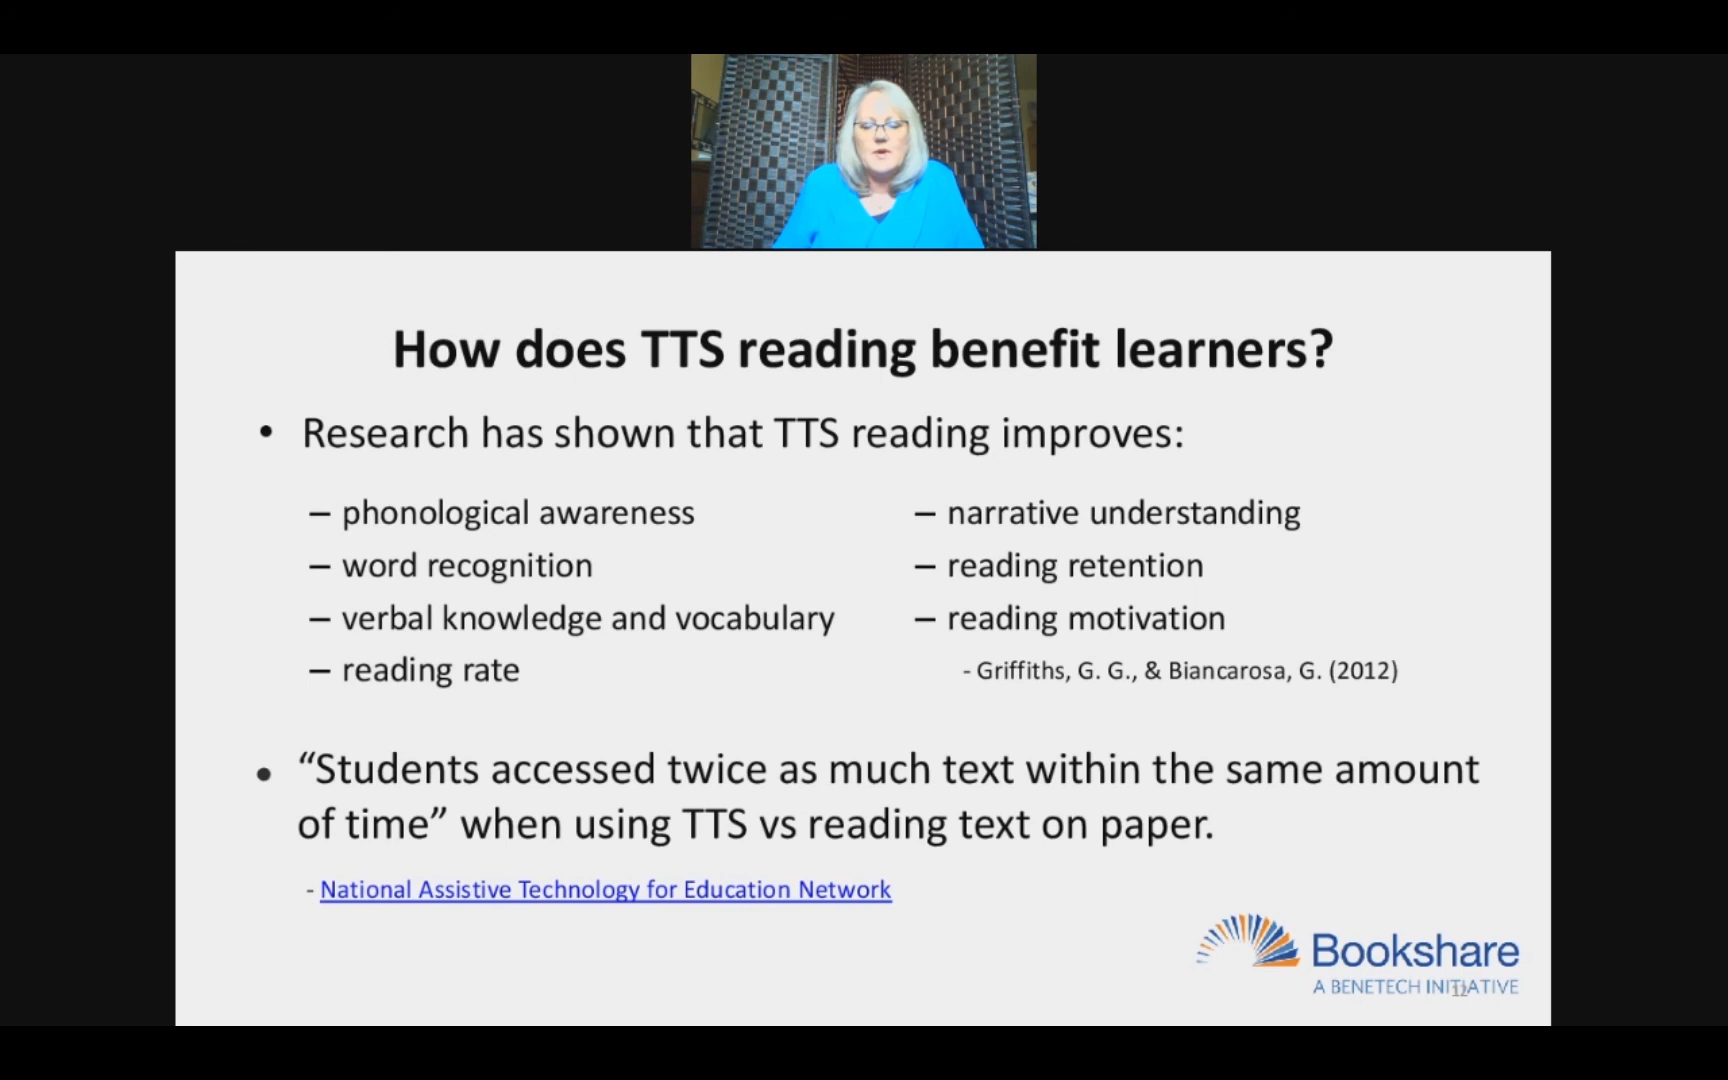 How does TTS reading benefit learners?
• Research has shown that TTS reading improves:
– phonological awareness
– word recognition
– verbal knowledge and vocabulary
– reading rate
– narrative understanding
– reading retention
– reading motivation
- Griffiths, G. G., & Biancarosa, G. (2012)
• “Students accessed twice as much text within the same amount
of time” when using TTS vs reading text on paper.
- National Assistive Technology for Education Network
Bookshare
A BENETECH INITIATIVE
12